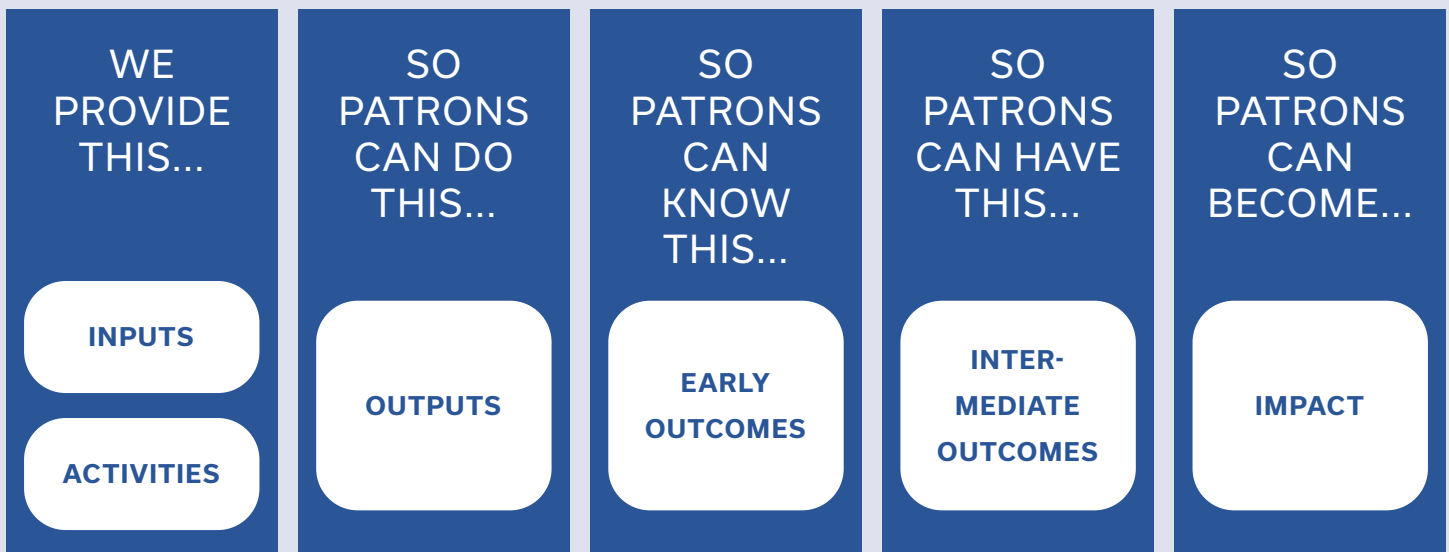 WE
PROVIDE
THIS...
INPUTS
ACTIVITIES
SO
PATRONS
CAN DO
THIS...
OUTPUTS
SO
PATRONS
CAN
KNOW
THIS...
EARLY
OUTCOMES
SO
PATRONS
CAN HAVE
THIS...
INTER-
MEDIATE
OUTCOMES
SO
PATRONS
CAN
BECOME...
IMPACT